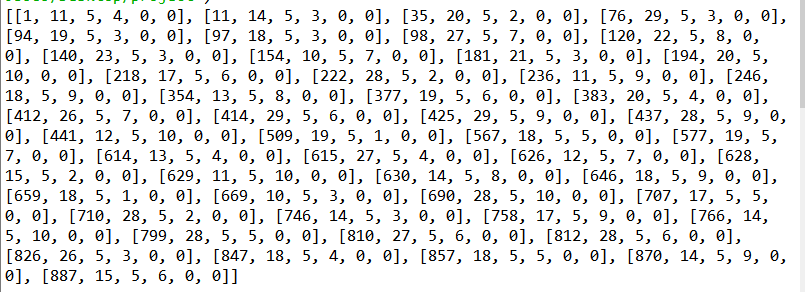 [[1, 11, 5, 4, 0, 0], [11, 14, 5, 3, 0, 0], [35, 20, 5, 2, 0, 0], [76, 29, 5, 3, 0, 0],
[94, 19, 5, 3, 0, 0], [97, 18, 5, 3, 0, 0], [98, 27, 5, 7, 0, 0], [120, 22, 5, 8, 0,
0], [140, 23, 5, 3, 0, 0], [154, 10, 5, 7, 0, 0], [181, 21, 5, 3, 0, 0], [194, 20, 5,
10, 0, 0], [218, 17, 5, 6, 0, 0], [222, 28, 5, 2, 0, 0], [236, 11, 5, 9, 0, 0], [246,
18, 5, 9, 0, 0], [354, 13, 5, 8, 0, 0], [377, 19, 5, 6, 0, 0], [383, 20, 5, 4, 0, 0],
[412, 26, 5, 7, 0, 0], [414, 29, 5, 6, 0, 0], [425, 29, 5, 9, 0, 0], [437, 28, 5, 9, 0,
0], [441, 12, 5, 10, 0, 0], [509, 19, 5, 1, 0, 0], [567, 18, 5, 5, 0, 0], [577, 19, 5,
7, 0, 0], [614, 13, 5, 4, 0, 0], [615, 27, 5, 4, 0, 0], [626, 12, 5, 7, 0, 0], [628,
15, 5, 2, 0, 0], [629, 11, 5, 10, 0, 0], [630, 14, 5, 8, 0, 0], [646, 18, 5, 9, 0, 0],
[659, 18, 5, 1, 0, 0], [669, 10, 5, 3, 0, 0], [690, 28, 5, 10, 0, 0], [707, 17, 5, 5,
0, 0], [710, 28, 5, 2, 0, 0], [746, 14, 5, 3, 0, 0], [758, 17, 5, 9, 0, 0], [766, 14,
5, 10, 0, 0], [799, 28, 5, 5, 0, 0], [810, 27, 5, 6, 0, 0], [812, 28, 5, 6, 0, 0],
[826, 26, 5, 3, 0, 0], [847, 18, 5, 4, 0, 0], [857, 18, 5, 5, 0, 0], [870, 14, 5, 9, 0,
0], [887, 15, 5, 6, 0, 0]]